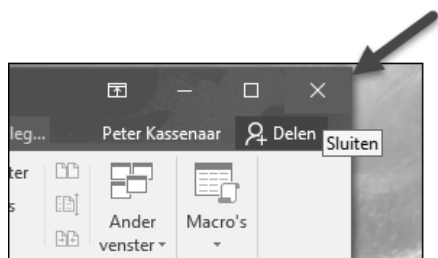 leg... Peter Kassenaar Delen
Sluiten
ter
s
Ander
venster
Macro's